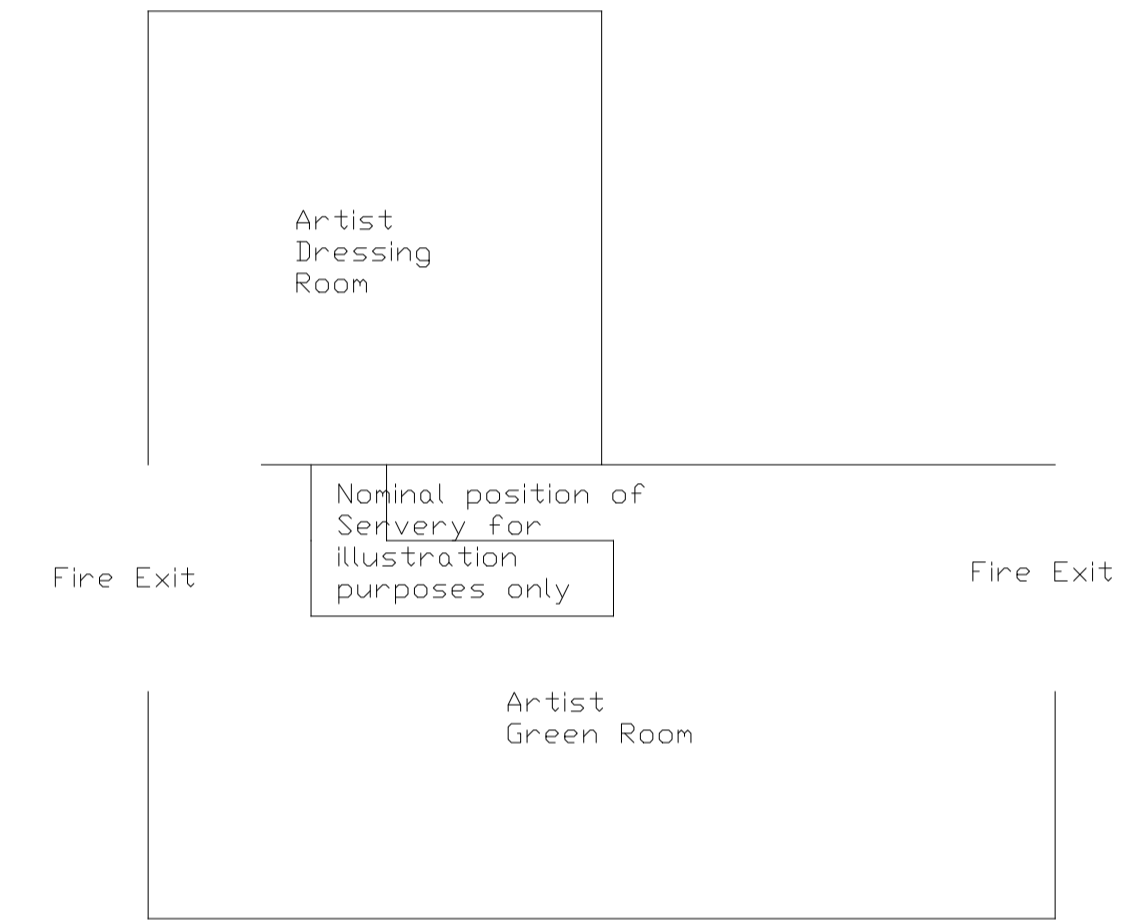 Artist
Dressing
Room
Nominal position of
Servery for
illustration
purposes only
Fire Exit
Fire Exit
Artist
Green Room